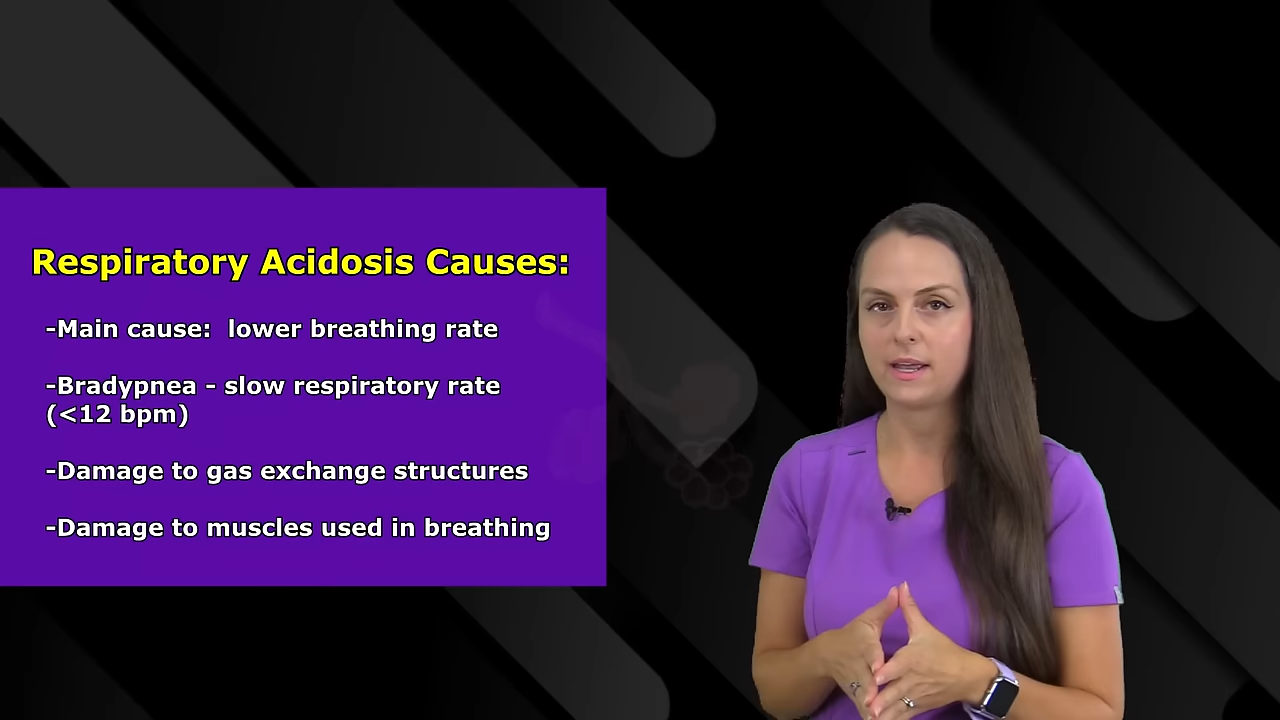 Respiratory Acidosis Causes:
-Main cause:  lower breathing rate
-Bradypnea - slow respiratory rate
(<12 bpm)
-Damage to gas exchange structures
-Damage to muscles used in breathing